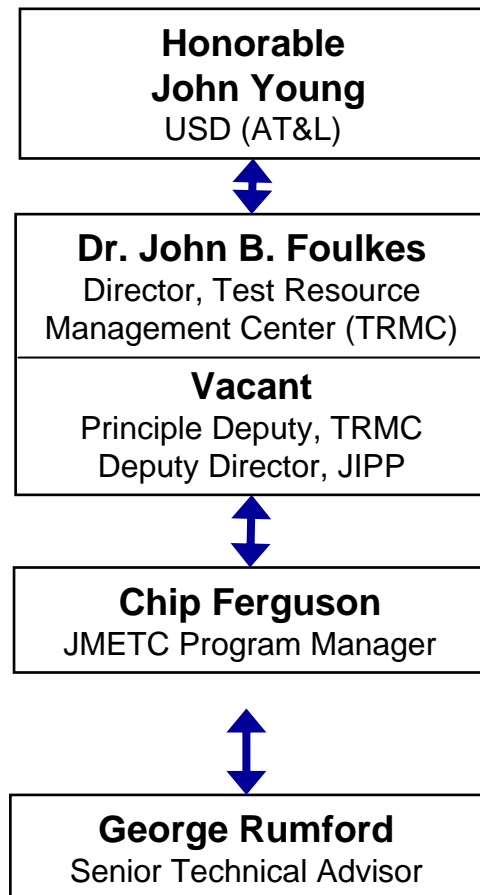 Honorable
John Young
USD (AT&L)
Dr. John B. Foulkes
Director, Test Resource
Management Center (TRMC)
Vacant
Principle Deputy, TRMC
Deputy Director, JIPP
Chip Ferguson
JMETC Program Manager
George Rumford
Senior Technical Advisor